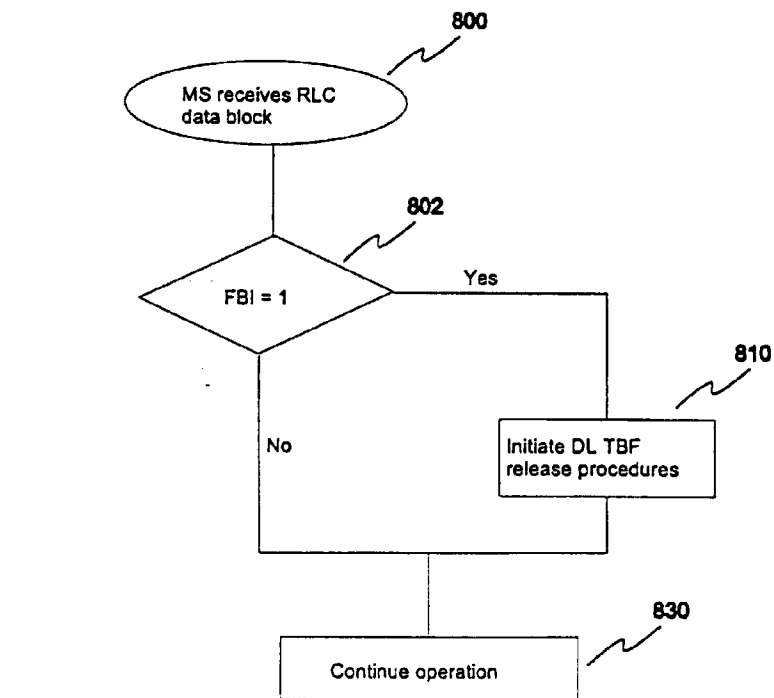 800
MS receives RLC
data block
802
FBI = 1
Yes
810
No
Initiate DL TBF
release procedures
830
Continue operation